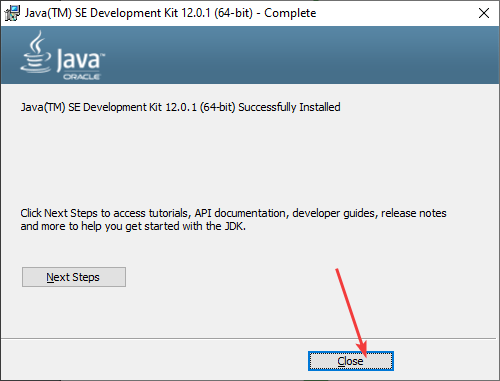 Java(TM) SE Development Kit 12.0.1 (64-bit) - Complete
Java™
ORACLE
Java(TM) SE Development Kit 12.0.1 (64-bit) Successfully Installed
Click Next Steps to access tutorials, API documentation, developer guides, release notes
and more to help you get started with the JDK.
Next Steps
Close